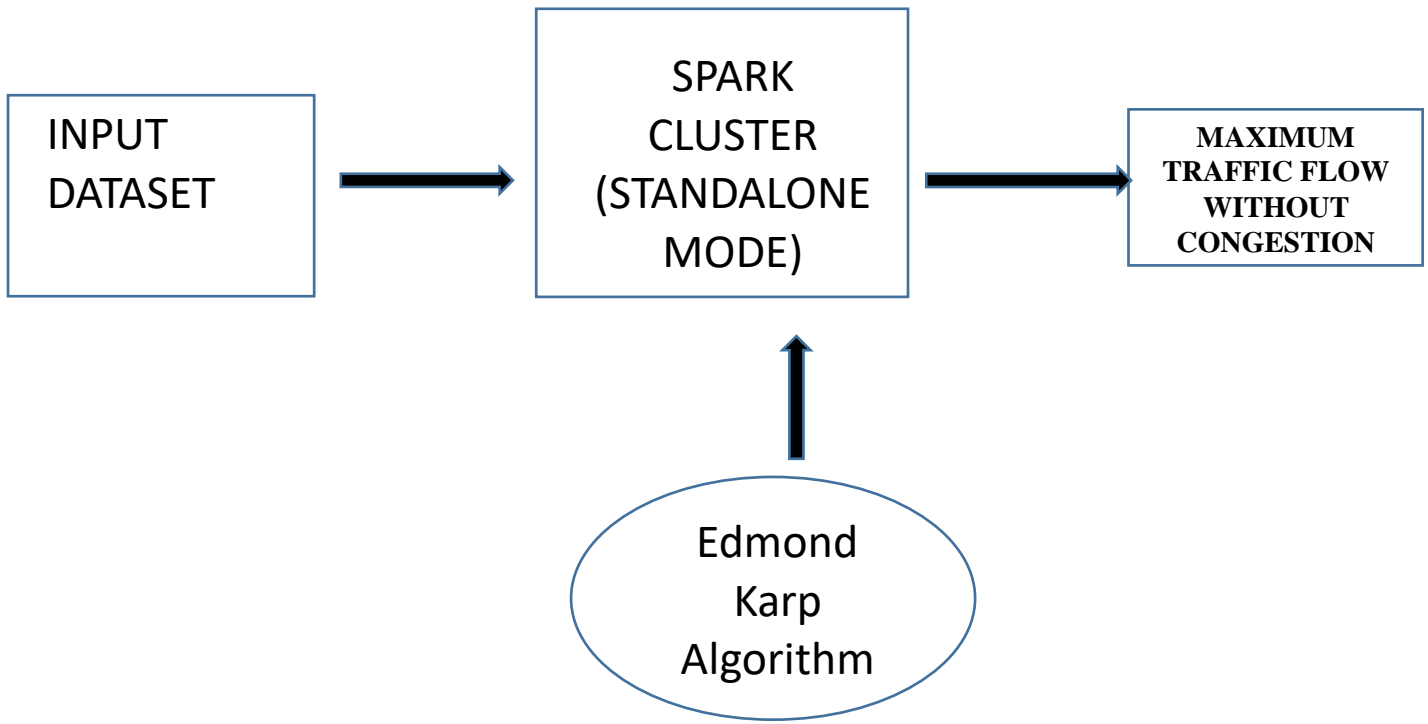 INPUT
DATASET
SPARK
CLUSTER
(STANDALONE
MODE)
MAXIMUM
TRAFFIC FLOW
WITHOUT
CONGESTION
Edmond
Karp
Algorithm